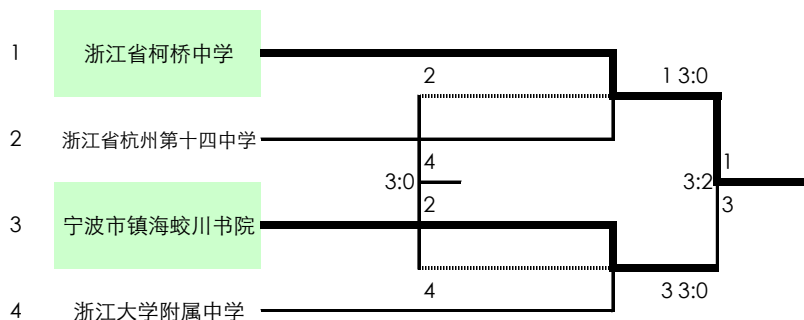 1 浙江省柯桥中学
2 1 3:0
2 浙江省杭州第十四中学
4 1
3:0 3:2
2 3
3 宁波市镇海蛟川书院
4 3 3:0
4 浙江大学附属中学